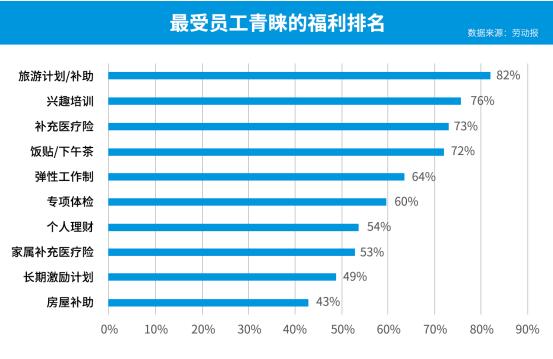 最受员工青睐的福利排名
数据来源：劳动报
旅游计划/补助 82%
兴趣培训 76%
补充医疗险 73%
饭贴/下午茶 72%
弹性工作制 64%
专项体检 60%
个人理财 54%
家属补充医疗险 53%
长期激励计划 49%
房屋补助 43%
0% 10% 20% 30% 40% 50% 60% 70% 80% 90%